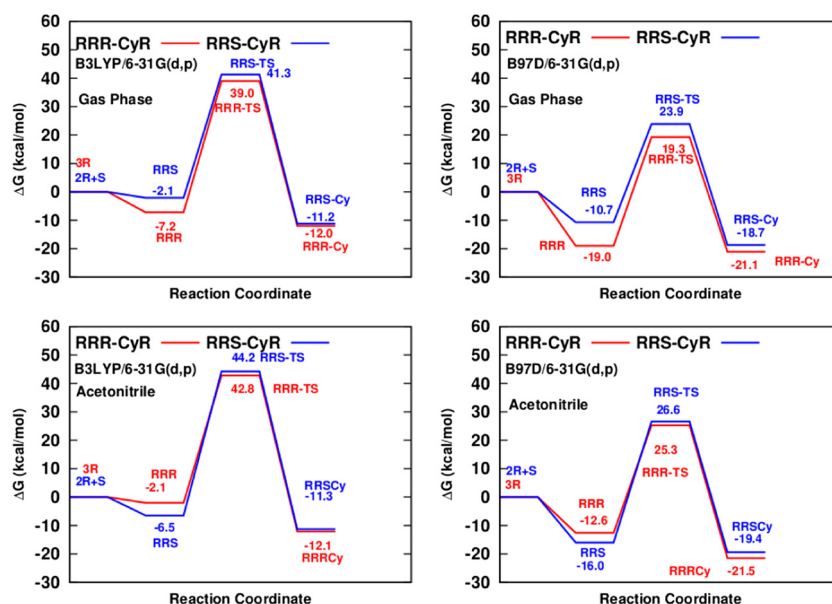 RRR-CyR RRS-CyR
B3LYP/6-31G(d,p)
Gas Phase
RRS-TS
41.3
39.0
RRR-TS
3R
2R+S
RRS
-2.1
-7.2
RRR
RRS-Cy
-11.2
-12.0
RRR-Cy
60
50
40
30
20
10
0
-10
-20
-30
ΔG (kcal/mol)
Reaction Coordinate
RRR-CyR RRS-CyR
B97D/6-31G(d,p)
Gas Phase
RRS-TS
23.9
19.3
RRR-TS
2R+S
3R
RRS
-10.7
RRR
-19.0
RRS-Cy
-18.7
-21.1
RRR-Cy
60
50
40
30
20
10
0
-10
-20
-30
ΔG (kcal/mol)
Reaction Coordinate
RRR-CyR RRS-CyR
B3LYP/6-31G(d,p)
Acetonitrile
44.2 RRS-TS
42.8
RRR-TS
3R
2R+S
RRR
-2.1
-6.5
RRS
RRSCy
-11.3
-12.1
RRRCy
60
50
40
30
20
10
0
-10
-20
-30
ΔG (kcal/mol)
Reaction Coordinate
RRR-CyR RRS-CyR
B97D/6-31G(d,p)
Acetonitrile
RRS-TS
26.6
25.3
RRR-TS
2R+S
3R
RRR
-12.6
RRS
-16.0
RRSCy
-19.4
RRRCy
-21.5
60
50
40
30
20
10
0
-10
-20
-30
ΔG (kcal/mol)
Reaction Coordinate